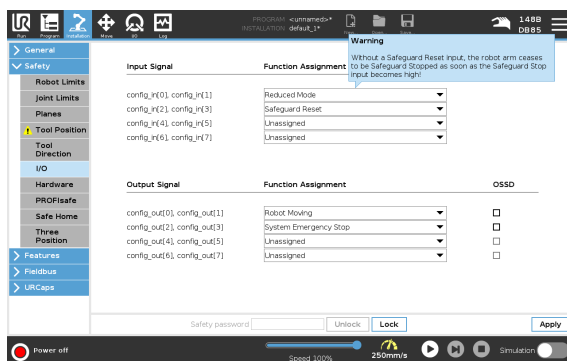 PROGRAM <unnamed>*
INSTALLATION default_1*
Run
Program
Installation
Move
I/O
Log
New...
Open...
Save...
148B
DB85
Warning
Without a Safeguard Reset input, the robot arm ceases
to be Safeguard Stopped as soon as the Safeguard Stop
input becomes high!
General
Safety
Robot Limits
Joint Limits
Planes
Tool Position
Tool
Direction
I/O
Hardware
PROFIsafe
Safe Home
Three
Position
Features
Fieldbus
URCaps
Input Signal Function Assignment
config_in[0], config_in[1] Reduced Mode
config_in[2], config_in[3] Safeguard Reset
config_in[4], config_in[5] Unassigned
config_in[6], config_in[7] Unassigned
Output Signal Function Assignment OSSD
config_out[0], config_out[1] Robot Moving
config_out[2], config_out[3] System Emergency Stop
config_out[4], config_out[5] Unassigned
config_out[6], config_out[7] Unassigned
Safety password Unlock Lock Apply
Power off
Speed 100%
250mm/s
Simulation